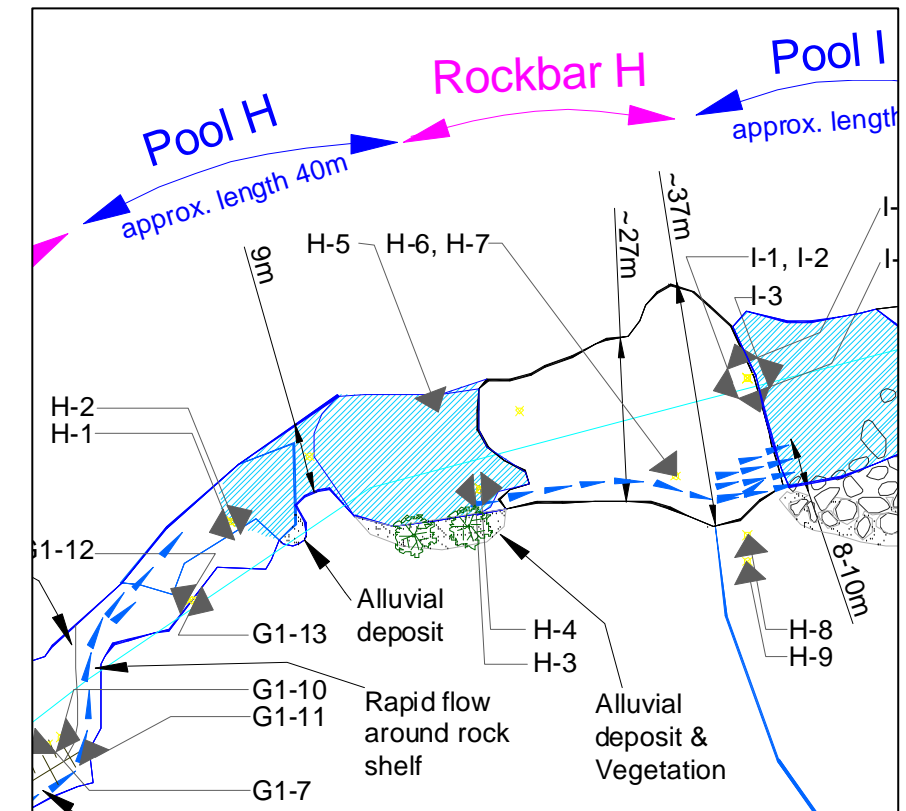 Pool I
Rockbar H
Pool H
approx. length
approx. length 40m
~37m
~27m
9m
H-5
H-6, H-7
I-
I-1, I-2
I-
I-3
H-2
H-1
G1-12
8-10m
Alluvial
deposit
G1-13
H-4
H-3
H-8
H-9
G1-10
G1-11
G1-7
Rapid flow
around rock
shelf
Alluvial
deposit &
Vegetation